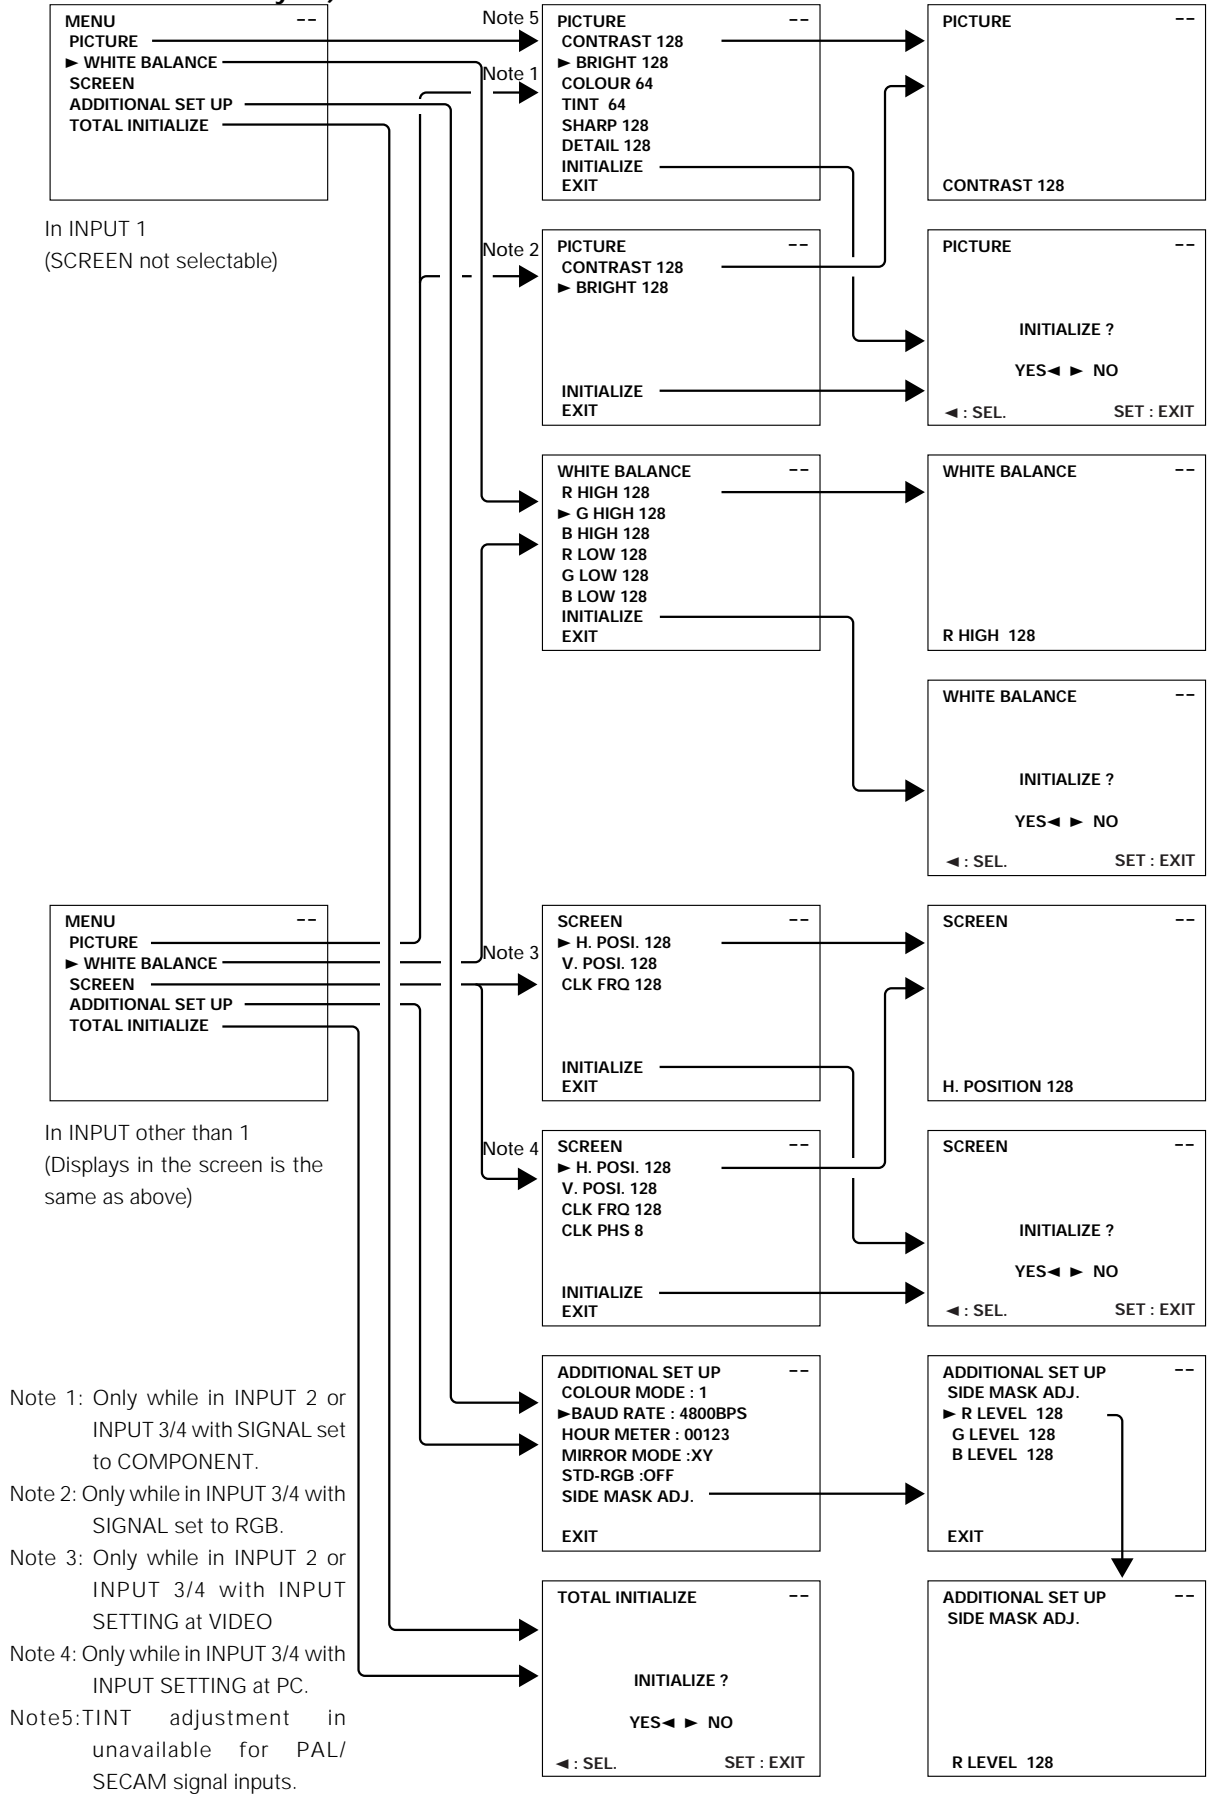 MENU --
PICTURE
► WHITE BALANCE
SCREEN
ADDITIONAL SET UP
TOTAL INITIALIZE
In INPUT 1
(SCREEN not selectable)
Note 5
Note 1
PICTURE
CONTRAST 128
► BRIGHT 128
COLOUR 64
TINT 64
SHARP 128
DETAIL 128
INITIALIZE
EXIT
PICTURE --
CONTRAST 128
Note 2
PICTURE --
CONTRAST 128
► BRIGHT 128
INITIALIZE
EXIT
PICTURE --
INITIALIZE ?
YES◄ ► NO
◄ : SEL. SET : EXIT
WHITE BALANCE --
R HIGH 128
► G HIGH 128
B HIGH 128
R LOW 128
G LOW 128
B LOW 128
INITIALIZE
EXIT
WHITE BALANCE --
R HIGH 128
WHITE BALANCE --
INITIALIZE ?
YES◄ ► NO
◄ : SEL. SET : EXIT
MENU --
PICTURE
► WHITE BALANCE
SCREEN
ADDITIONAL SET UP
TOTAL INITIALIZE
In INPUT other than 1
(Displays in the screen is the
same as above)
Note 3
SCREEN --
► H. POSI. 128
V. POSI. 128
CLK FRQ 128
INITIALIZE
EXIT
SCREEN --
H. POSITION 128
Note 4
SCREEN --
► H. POSI. 128
V. POSI. 128
CLK FRQ 128
CLK PHS 8
INITIALIZE
EXIT
SCREEN --
INITIALIZE ?
YES◄ ► NO
◄ : SEL. SET : EXIT
ADDITIONAL SET UP --
COLOUR MODE : 1
►BAUD RATE : 4800BPS
HOUR METER : 00123
MIRROR MODE :XY
STD-RGB :OFF
SIDE MASK ADJ.
EXIT
ADDITIONAL SET UP --
SIDE MASK ADJ.
► R LEVEL 128
G LEVEL 128
B LEVEL 128
EXIT
TOTAL INITIALIZE --
INITIALIZE ?
YES◄ ► NO
◄ : SEL. SET : EXIT
ADDITIONAL SET UP --
SIDE MASK ADJ.
R LEVEL 128
Note 1: Only while in INPUT 2 or
INPUT 3/4 with SIGNAL set
to COMPONENT.
Note 2: Only while in INPUT 3/4 with
SIGNAL set to RGB.
Note 3: Only while in INPUT 2 or
INPUT 3/4 with INPUT
SETTING at VIDEO
Note 4: Only while in INPUT 3/4 with
INPUT SETTING at PC.
Note5:TINT adjustment in
unavailable for PAL/
SECAM signal inputs.